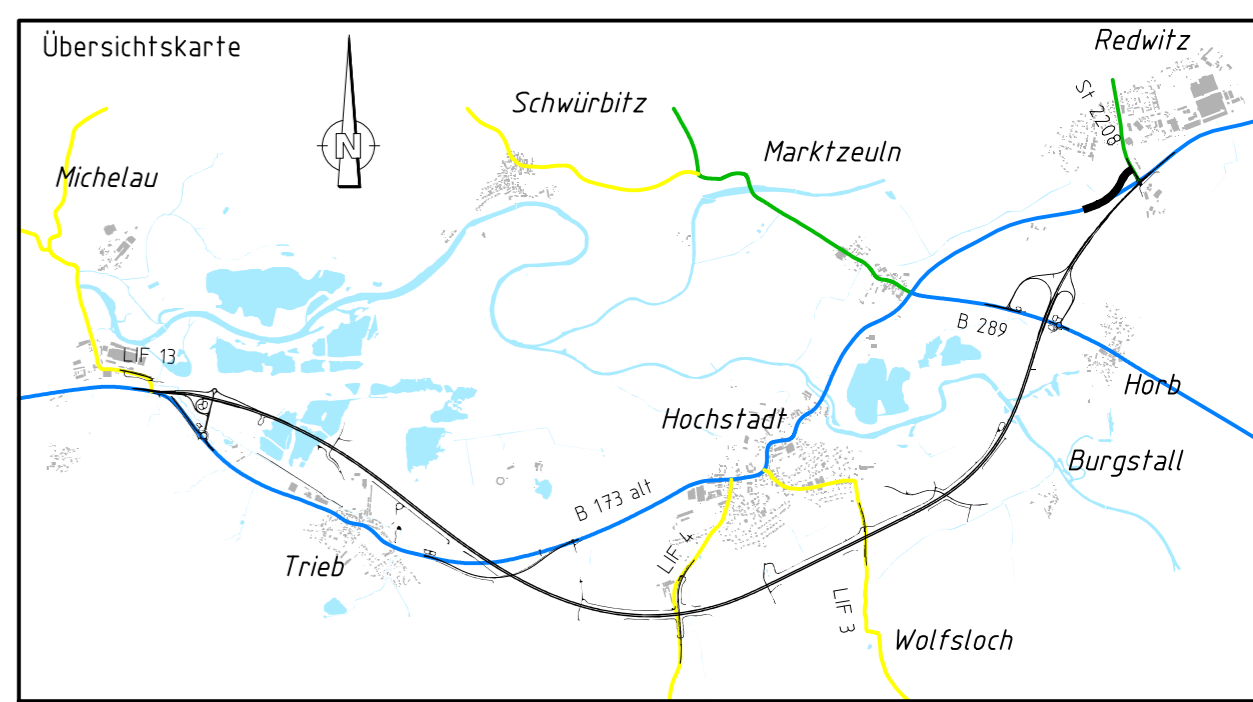 Übersichtskarte
Redwitz
St 2208
Schwürbitz
Marktzeuln
N
Michelau
B 289
LIF 13
Horb
Hochstadt
Burgstall
B 173 alt
Trieb
LIF 4
LIF 3
Wolfsloch